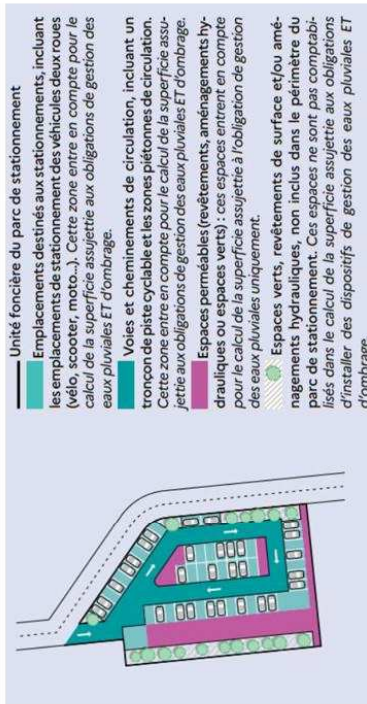 Unité foncière du parc de stationnement
Emplacements destinés aux stationnements, incluant
les emplacements de stationnement des véhicules deux roues
(vélo, scooter, moto...). Cette zone entre en compte pour le
calcul de la superficie assujettie aux obligations de gestion des
eaux pluviales ET d'ombrage.
Voies et cheminements de circulation, incluant un
tronçon de piste cyclable et les zones piétonnes de circulation.
Cette zone entre en compte pour le calcul de la superficie assu-
jettie aux obligations de gestion des eaux pluviales ET d'ombrage.
Espaces perméables (revêtements, aménagements hy-
drauliques ou espaces verts) : ces espaces entrent en compte
pour le calcul de la superficie assujettie à l'obligation de gestion
des eaux pluviales uniquement.
Espaces verts, revêtements de surface et/ou amé-
nagements hydrauliques, non inclus dans le périmètre du
parc de stationnement. Ces espaces ne sont pas comptabi-
lisés dans le calcul de la superficie assujettie aux obligations
d'installer des dispositifs de gestion des eaux pluviales ET
d'ombrage